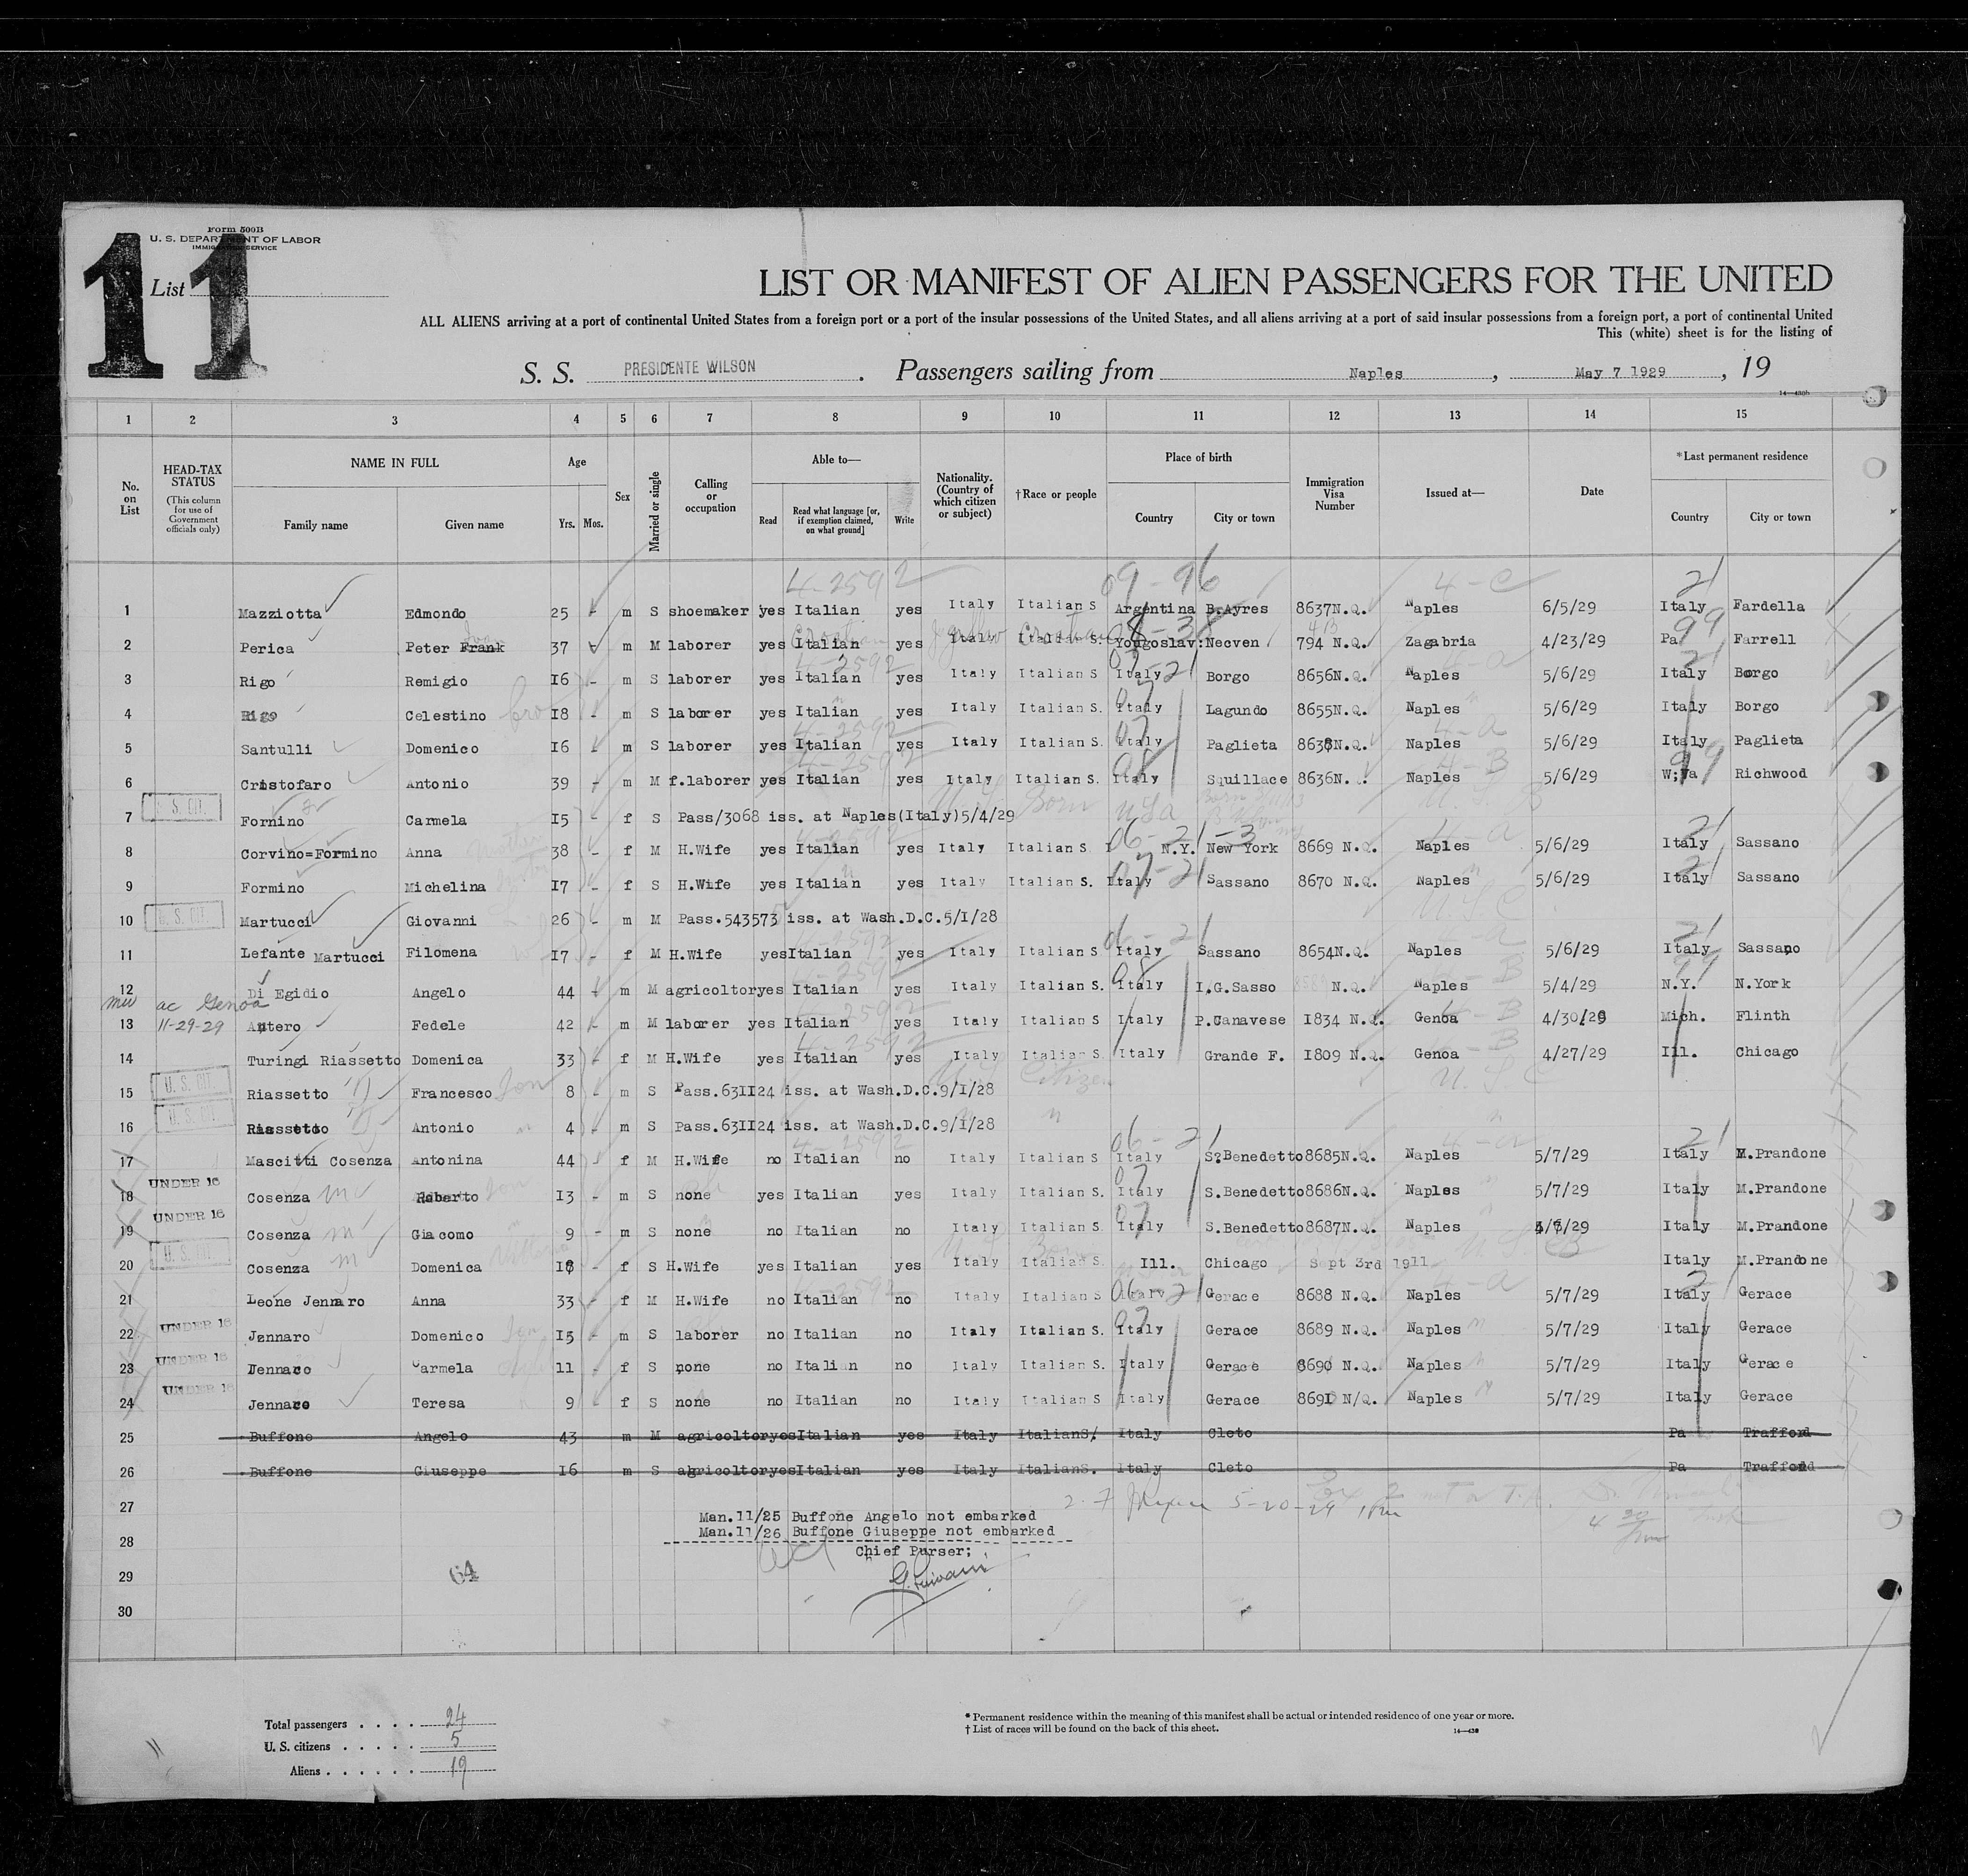 Form 500B
U. S. DEPARTMENT OF LABOR
IMMIGRATION SERVICE
11
List
LIST OR MANIFEST OF ALIEN PASSENGERS FOR THE UNITED
ALL ALIENS arriving at a port of continental United States from a foreign port or a port of the insular possessions of the United States, and all aliens arriving at a port of said insular possessions from a foreign port, a port of continental United
This (white) sheet is for the listing of
S. S. PRESIDENTE WILSON . Passengers sailing from Naples , May 7 1929 , 19
1 2 3 4 5 6 7 8 9 10 11 12 13 14 15
No. on List
HEAD-TAX STATUS (This column for use of Government officials only)
NAME IN FULL
Family name Given name
Age
Yrs. Mos.
Sex
Married or single
Calling or occupation
Able to—
Read Read what language [or, if exemption claimed, on what ground] Write
Nationality. (Country of which citizen or subject)
†Race or people
Place of birth
Country City or town
Immigration Visa Number
Issued at—
Date
*Last permanent residence
Country City or town
4-2592 09-96 4-C 21
1 Mazziotta Edmondo 25 - m S shoemaker yes Italian yes Italy Italian S Argentina B.Ayres 8637N.Q. Naples 6/5/29 Italy Fardella
2 Perica Peter Frank 37 m M laborer yes Italian yes Italy Italian S. Yougoslav: Necven 794 N.Q. Zagabria 4/23/29 Pa 99 Farrell
3 Rigo Remigio 16 - m S laborer yes Italian yes Italy Italian S Italy Borgo 8656N.Q. Naples 5/6/29 Italy Borgo
4 Rigo Celestino bro 18 - m S laborer yes Italian yes Italy Italian S. Italy Lagundo 8655N.Q. Naples 5/6/29 Italy Borgo
5 Santulli Domenico 16 m S laborer yes Italian yes Italy Italian S. Italy Paglieta 8638N.Q. Naples 5/6/29 Italy Paglieta
6 Cristofaro Antonio 39 - m M f.laborer yes Italian yes Italy Italian S. Italy Squillace 8636N. Naples 5/6/29 W;Va Richwood
7 U. S. CIT. Fornino Carmela 15 - f S Pass/3068 iss. at Naples(Italy)5/4/29 USa
8 Corvino=Formino Anna 38 - f M H.Wife yes Italian yes Italy Italian S N.Y. New York 8669 N.Q. Naples 5/6/29 Italy Sassano
9 Formino Michelina 17 - f S H.Wife yes Italian yes Italy Italian S. Italy Sassano 8670 N.Q. Naples 5/6/29 Italy Sassano
10 U. S. CIT. Martucci Giovanni 26 - m M Pass.543573 iss. at Wash.D.C.5/1/28 U.S.C
11 Lefante Martucci Filomena 17 - f M H.Wife yes Italian yes Italy Italian S Italy Sassano 8654N.Q. Naples 5/6/29 Italy Sassano
12 Di Egidio Angelo 44 - m M agricoltor yes Italian yes Italy Italian S. Italy I.G.Sasso N.Q. Naples 5/4/29 N.Y. N.York
ac Genoa
13 11-29-29 Antero Fedele 42 m M laborer yes Italian yes Italy Italian S Italy P.Canavese 1834 N.Q. Genoa 4/30/29 Mich. Flinth
14 Turingi Riassetto Domenica 33 - f M H.Wife yes Italian yes Italy Italian S. Italy Grande F. 1809 N.Q. Genoa 4/27/29 Ill. Chicago
15 U. S. CIT. Riassetto Francesco Son 8 m S Pass.631124 iss. at Wash.D.C.9/1/28 US Citizen U.S C
16 U. S. CIT. Riassetto Antonio 4 m S Pass.631124 iss. at Wash.D.C.9/1/28
17 Mascitti Cosenza Antonina 44 f M H.Wife no Italian no Italy Italian S Italy S.Benedetto 8685N.Q. Naples 5/7/29 Italy M.Prandone
18 UNDER 16 Cosenza Roberto son 13 - m S none yes Italian yes Italy Italian S. Italy S.Benedetto 8686N.Q. Naples 5/7/29 Italy M.Prandone
19 UNDER 16 Cosenza Giacomo 9 - m S none no Italian no Italy Italian S. Italy S.Benedetto 8687N.Q. Naples 5/7/29 Italy M.Prandone
20 U. S. CIT. Cosenza Domenica - f S H.Wife yes Italian yes Italy Italian S. Ill. Chicago Sept 3rd 1911 Italy M.Prandone
21 Leone Jennaro Anna 33 - f M H.Wife no Italian no Italy Italian S Italy Gerace 8688 N.Q. Naples 5/7/29 Italy Gerace
22 UNDER 16 Jennaro Domenico Son 15 - m S laborer no Italian no Italy Italian S. Italy Gerace 8689 N.Q. Naples 5/7/29 Italy Gerace
23 UNDER 16 Jennaro Carmela 11 - f S none no Italian no Italy Italian S. Italy Gerace 8690 N.Q. Naples 5/7/29 Italy Gerace
24 UNDER 16 Jennaro Teresa 9 f S none no Italian no Italy Italian S Italy Gerace 8691 N/Q. Naples 5/7/29 Italy Gerace
25 Buffone Angelo 43 m M agricoltor yes Italian yes Italy ItalianS/ Italy Cleto Pa Trafford
26 Buffone Giuseppe 16 m S agricoltor yes Italian yes Italy ItalianS. Italy Cleto Pa Trafford
27
Man.11/25 Buffone Angelo not embarked
Man.11/26 Buffone Giuseppe not embarked
28
Chief Purser;
29 64
30
Total passengers . . . . 24
U. S. citizens . . . . . 5
Aliens . . . . . . 19
* Permanent residence within the meaning of this manifest shall be actual or intended residence of one year or more.
† List of races will be found on the back of this sheet.
14—438